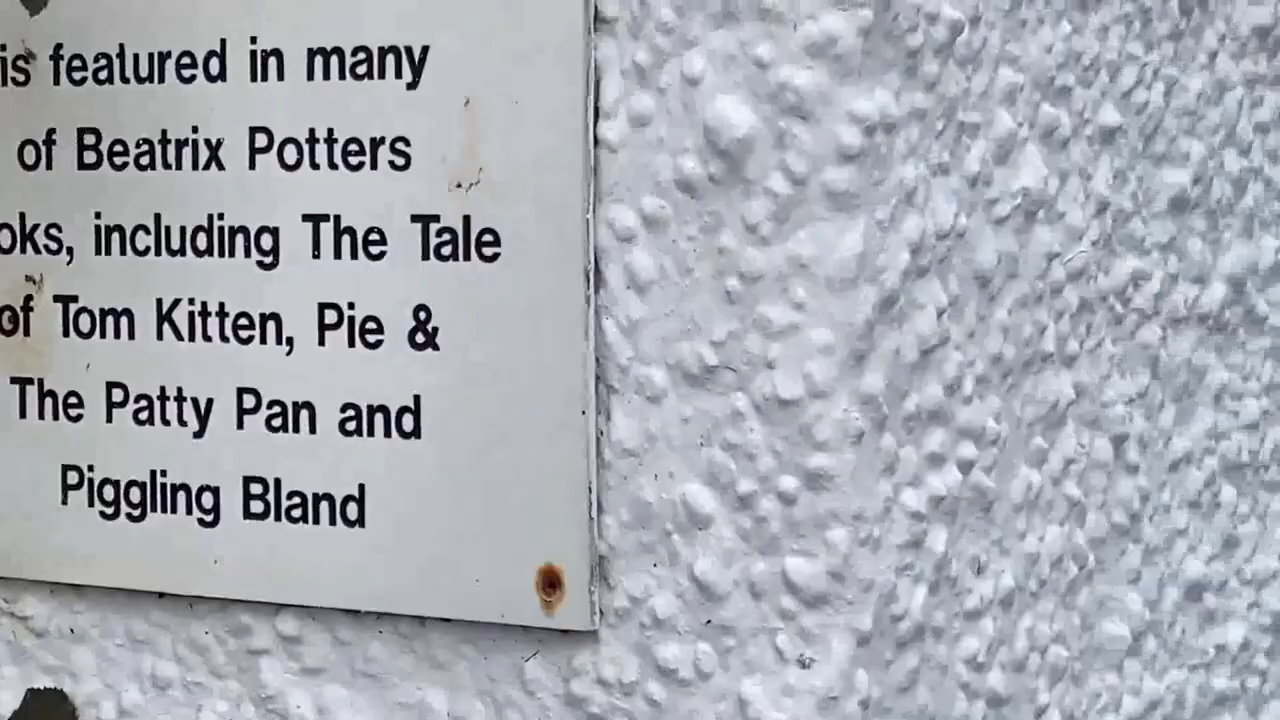 is featured in many
of Beatrix Potters
oks, including The Tale
of Tom Kitten, Pie &
The Patty Pan and
Piggling Bland